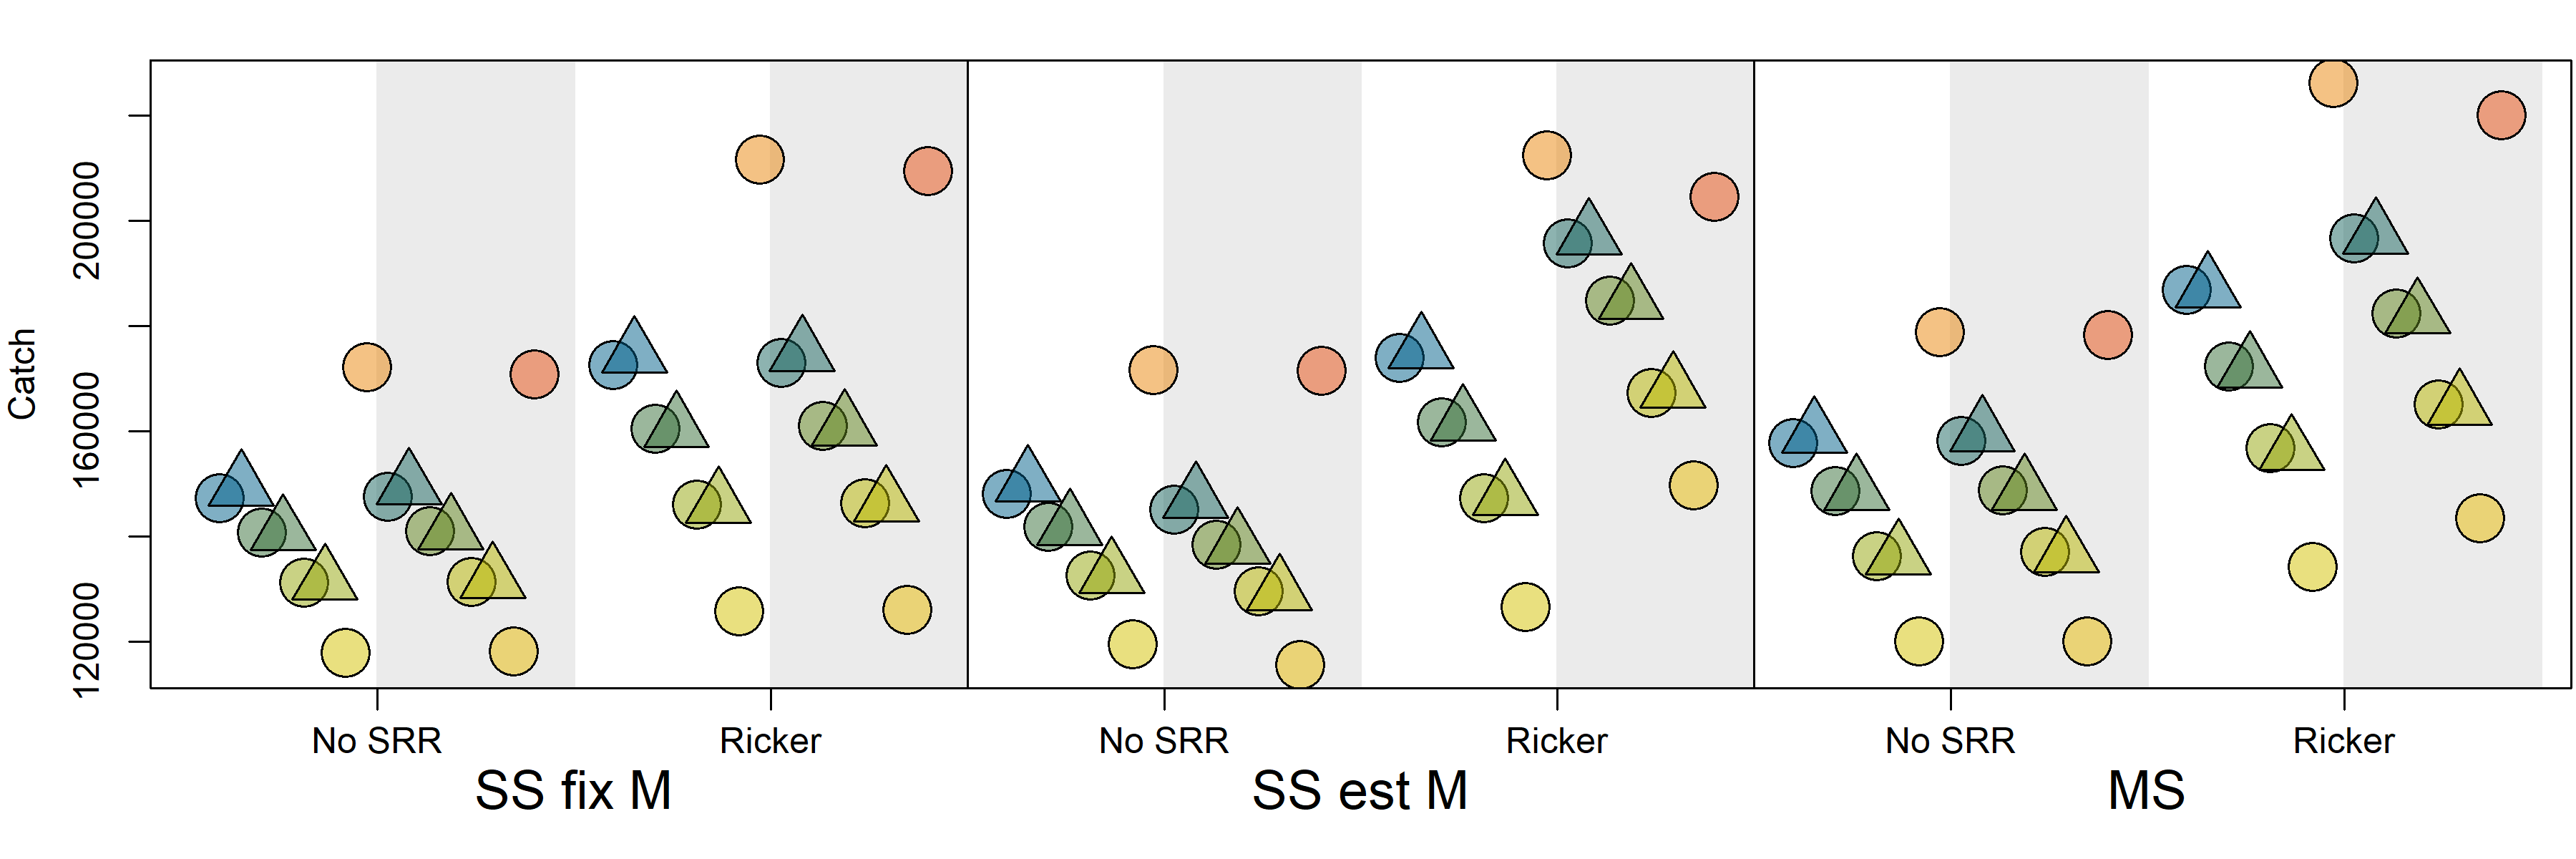 Catch
200000
160000
120000
No SRR Ricker No SRR Ricker No SRR Ricker
SS fix M SS est M MS